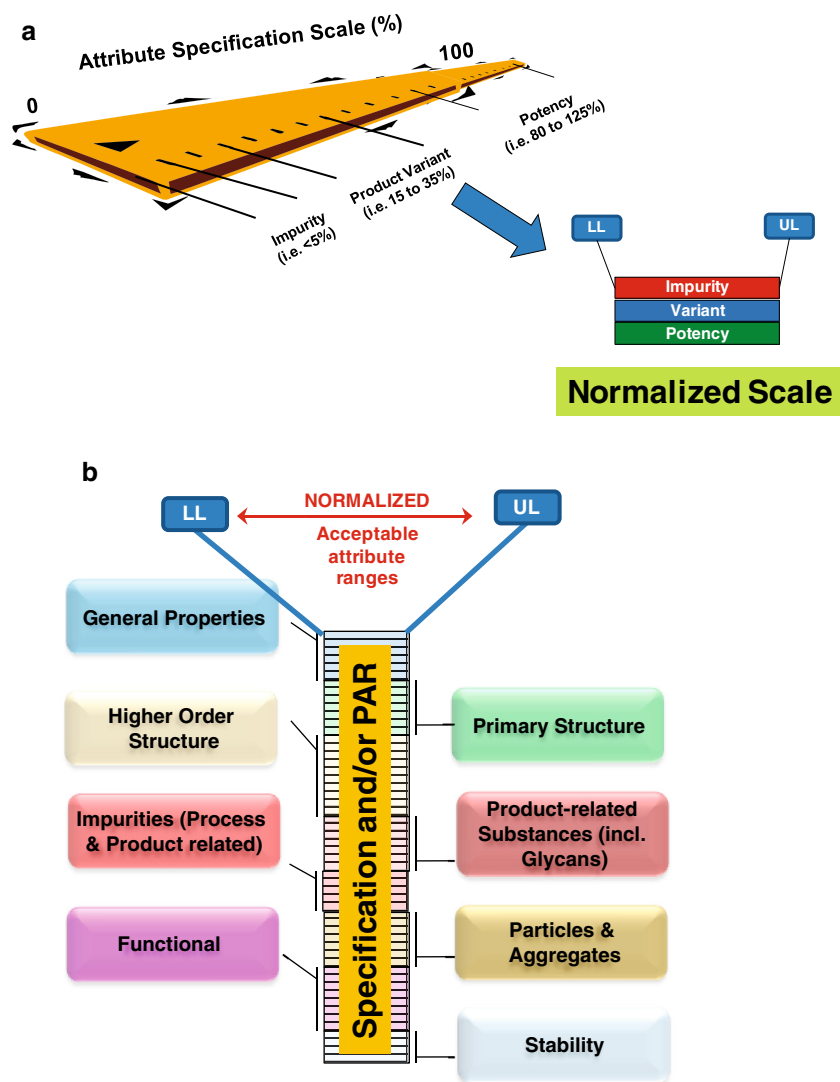 a
Attribute Specification Scale (%)
0
100
Potency
(i.e. 80 to 125%)
Product Variant
(i.e. 15 to 35%)
Impurity
(i.e. <5%)
LL
UL
Impurity
Variant
Potency
Normalized Scale
b
LL
NORMALIZED
UL
Acceptable
attribute
ranges
General Properties
Higher Order
Structure
Primary Structure
Impurities (Process
& Product related)
Product-related
Substances (incl.
Glycans)
Functional
Particles &
Aggregates
Stability
Specification and/or PAR